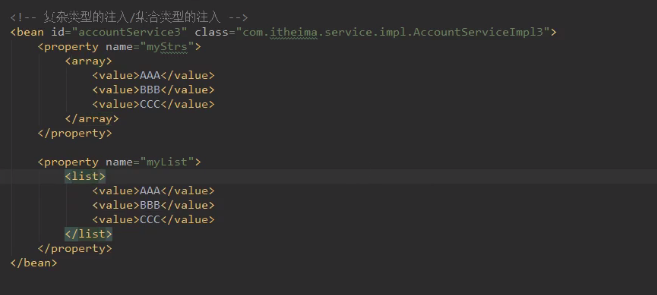 <!-- 复杂类型的注入/集合类型的注入 -->
<bean id="accountService3" class="com.itheima.service.impl.AccountServiceImpl3">
<property name="myStrs">
<array>
<value>AAA</value>
<value>BBB</value>
<value>CCC</value>
</array>
</property>
<property name="myList">
<list>
<value>AAA</value>
<value>BBB</value>
<value>CCC</value>
</list>
</property>
</bean>